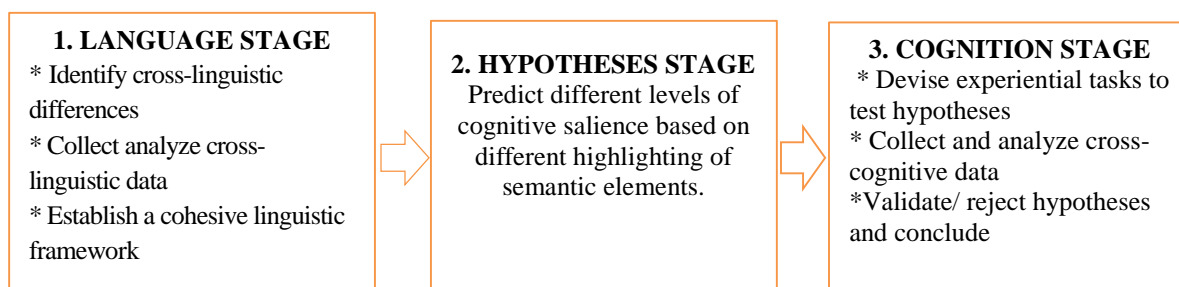 1. LANGUAGE STAGE
* Identify cross-linguistic
differences
* Collect analyze cross-
linguistic data
* Establish a cohesive linguistic
framework
2. HYPOTHESES STAGE
Predict different levels of
cognitive salience based on
different highlighting of
semantic elements.
3. COGNITION STAGE
* Devise experiential tasks to
test hypotheses
* Collect and analyze cross-
cognitive data
*Validate/ reject hypotheses
and conclude